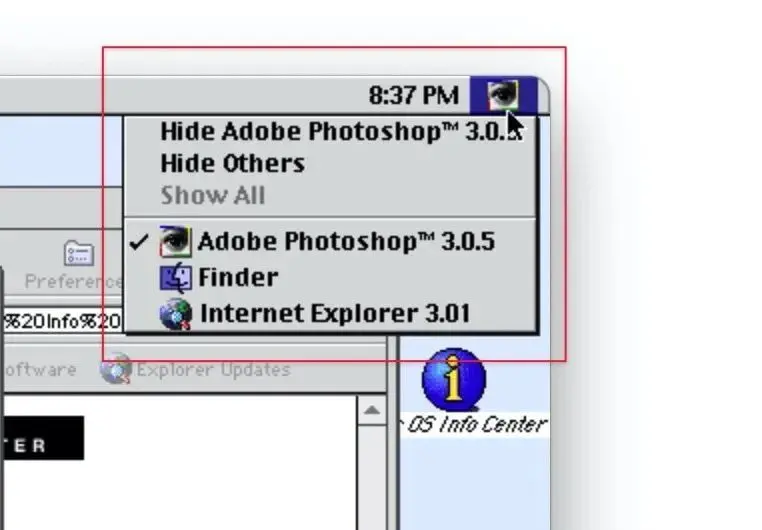 8:37 PM
Hide Adobe Photoshop™ 3.0.
Hide Others
Show All
✓ Adobe Photoshop™ 3.0.5
Finder
Internet Explorer 3.01
Preference
%20Info%20
oftware
Explorer Updates
OS Info Center
TER